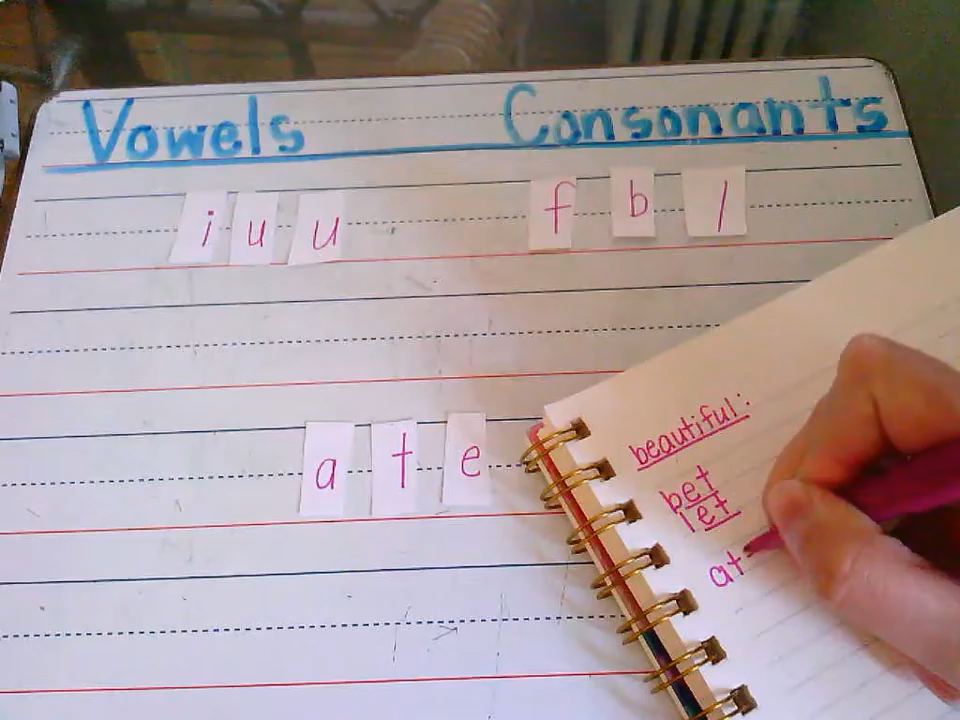 Vowels Consonants
i u u f b l
a t e
beautiful:
bet
let
at